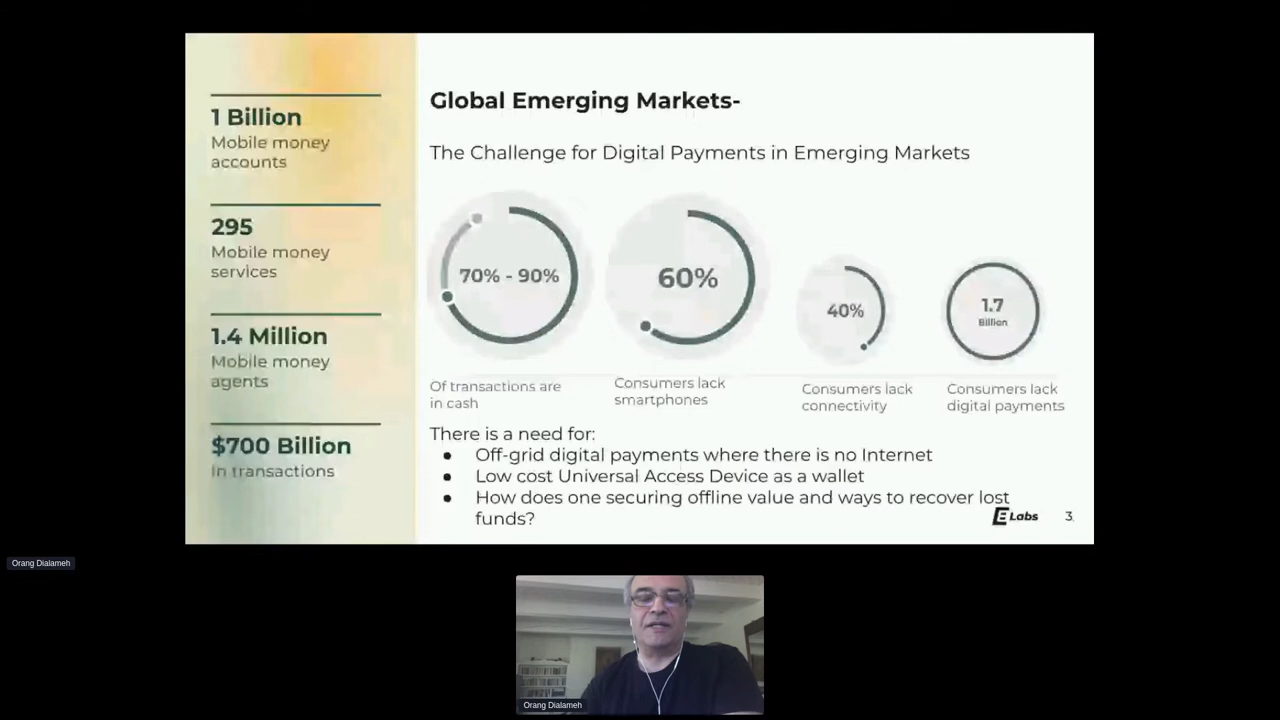 1 Billion
Mobile money
accounts
295
Mobile money
services
1.4 Million
Mobile money
agents
$700 Billion
In transactions
Global Emerging Markets-
The Challenge for Digital Payments in Emerging Markets
70% - 90%
60%
40%
1.7
Billion
Of transactions are
in cash
Consumers lack
smartphones
Consumers lack
connectivity
Consumers lack
digital payments
There is a need for:
● Off-grid digital payments where there is no Internet
● Low cost Universal Access Device as a wallet
● How does one securing offline value and ways to recover lost
funds?
E Labs
3
Orang Dialameh
Orang Dialameh